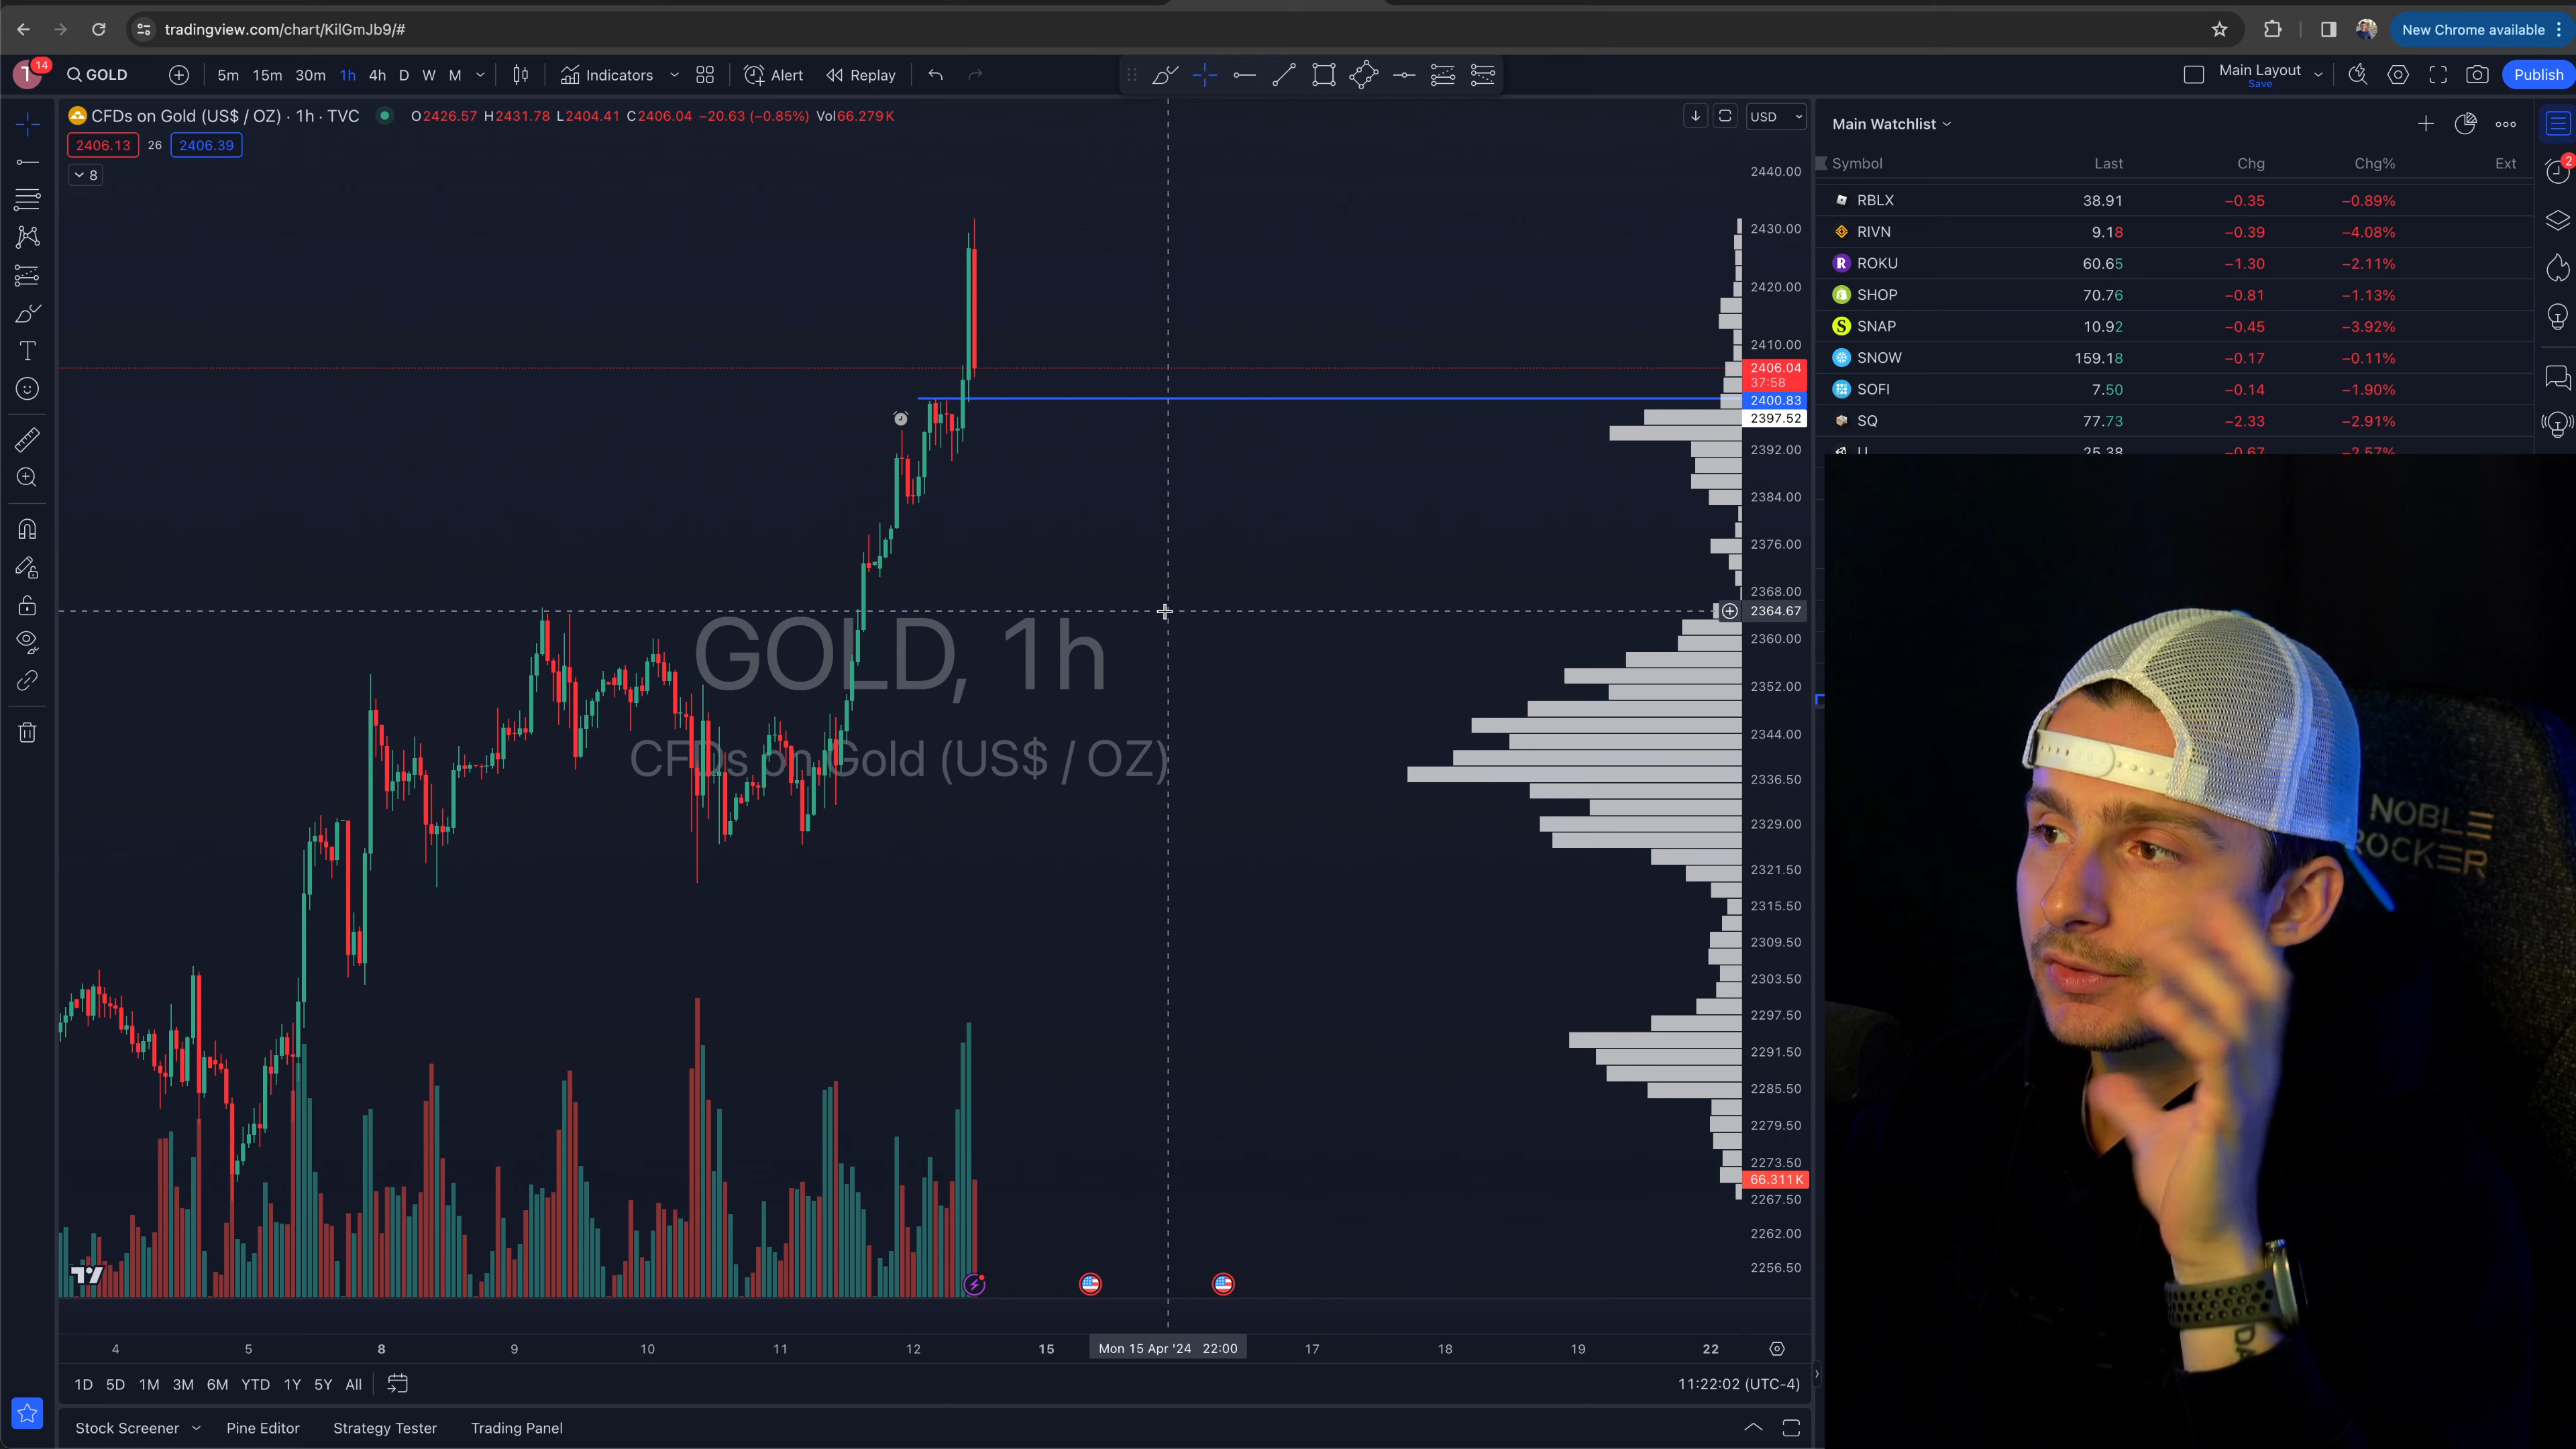 tradingview.com/chart/KilGmJb9/#
New Chrome available
14
GOLD
5m 15m 30m 1h 4h D W M
Indicators
Alert
Replay
Main Layout
Save
Publish
CFDs on Gold (US$ / OZ) · 1h · TVC
O2426.57 H2431.78 L2404.41 C2406.04 −20.63 (−0.85%) Vol66.279K
USD
2406.13 26 2406.39
8
Main Watchlist
2
Symbol Last Chg Chg% Ext
RBLX 38.91 −0.35 −0.89%
RIVN 9.18 −0.39 −4.08%
ROKU 60.65 −1.30 −2.11%
SHOP 70.76 −0.81 −1.13%
SNAP 10.92 −0.45 −3.92%
SNOW 159.18 −0.17 −0.11%
SOFI 7.50 −0.14 −1.90%
SQ 77.73 −2.33 −2.91%
U 25.38 −0.67 −2.57%
2440.00
2430.00
2420.00
2410.00
2406.04
37:58
2400.83
2397.52
2392.00
2384.00
2376.00
2368.00
2364.67
2360.00
2352.00
2344.00
2336.50
2329.00
2321.50
2315.50
2309.50
2303.50
2297.50
2291.50
2285.50
2279.50
2273.50
66.311K
2267.50
2262.00
2256.50
GOLD, 1h
CFDs on Gold (US$ / OZ)
NOBLE
ROCKER
4 5 8 9 10 11 12 15 Mon 15 Apr '24 22:00 17 18 19 22
1D 5D 1M 3M 6M YTD 1Y 5Y All
11:22:02 (UTC-4)
Stock Screener Pine Editor Strategy Tester Trading Panel